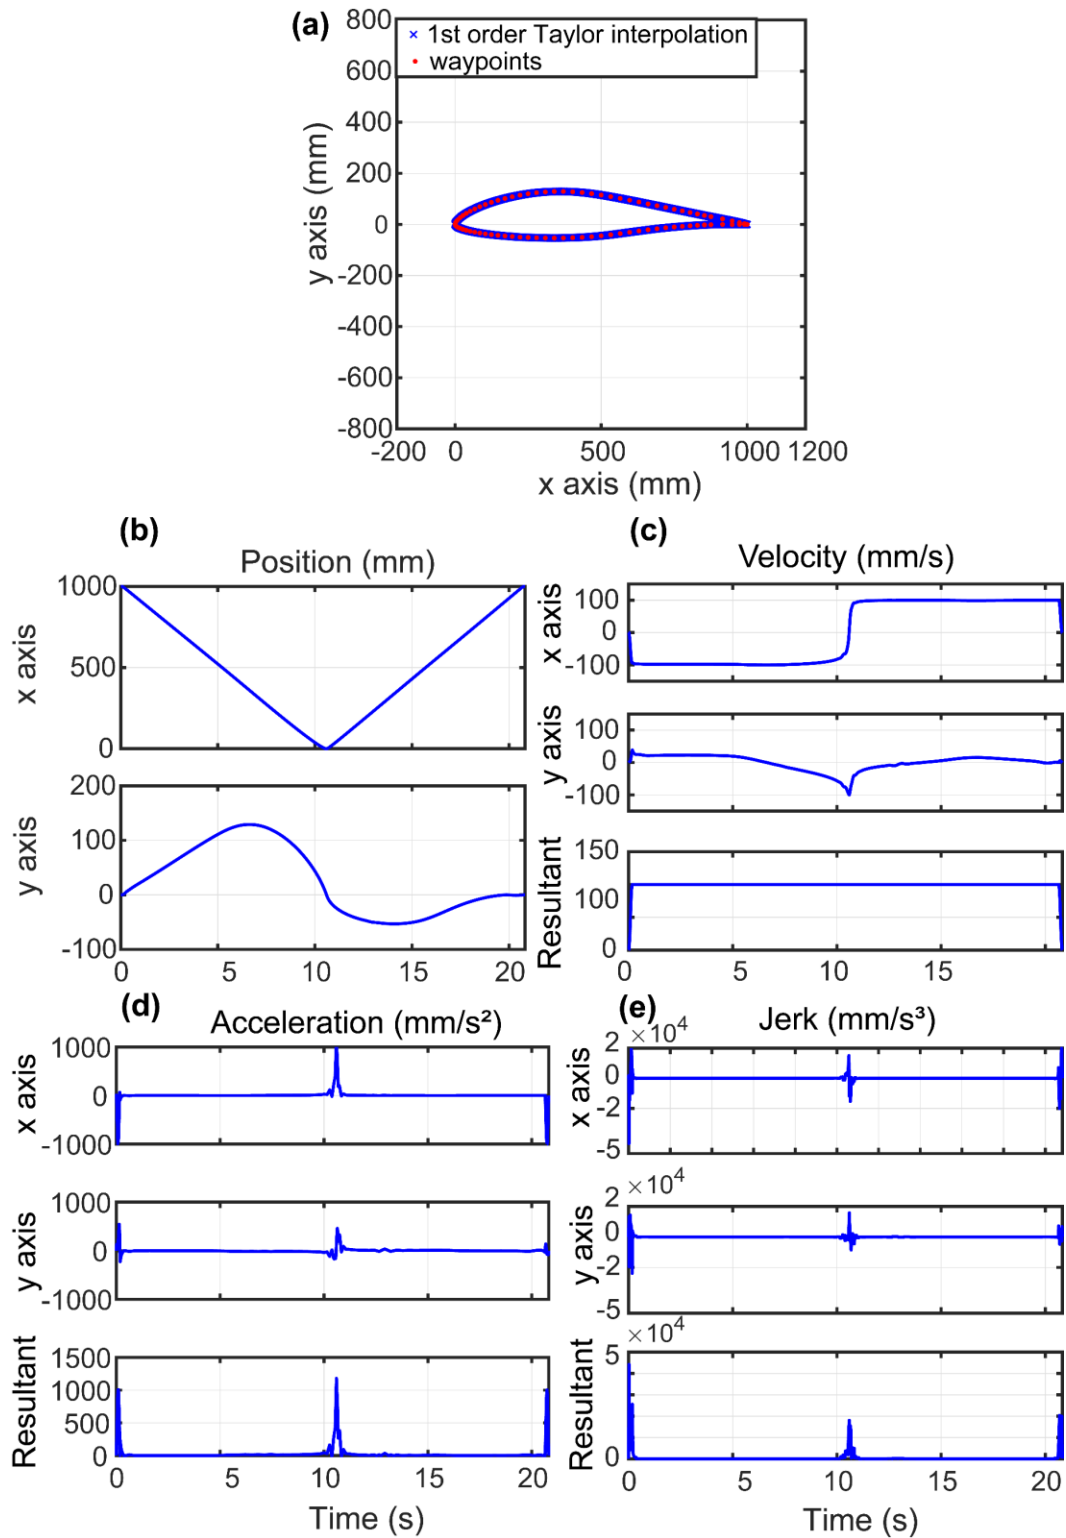 (a)
800
× 1st order Taylor interpolation
• waypoints
600
400
200
0
-200
-400
-600
-800
y axis (mm)
-200 0 500 1000 1200
x axis (mm)
(b)
Position (mm)
1000
500
0
x axis
200
100
0
-100
y axis
0 5 10 15 20
(c)
Velocity (mm/s)
100
0
-100
x axis
100
0
-100
y axis
150
100
0
Resultant
0 5 10 15
(d)
Acceleration (mm/s²)
1000
0
-1000
x axis
1000
0
-1000
y axis
1500
1000
500
0
Resultant
0 5 10 15 20
Time (s)
(e)
Jerk (mm/s³)
×10⁴
2
0
-2
-5
x axis
×10⁴
2
0
-2
-5
y axis
×10⁴
5
0
Resultant
0 5 10 15 20
Time (s)